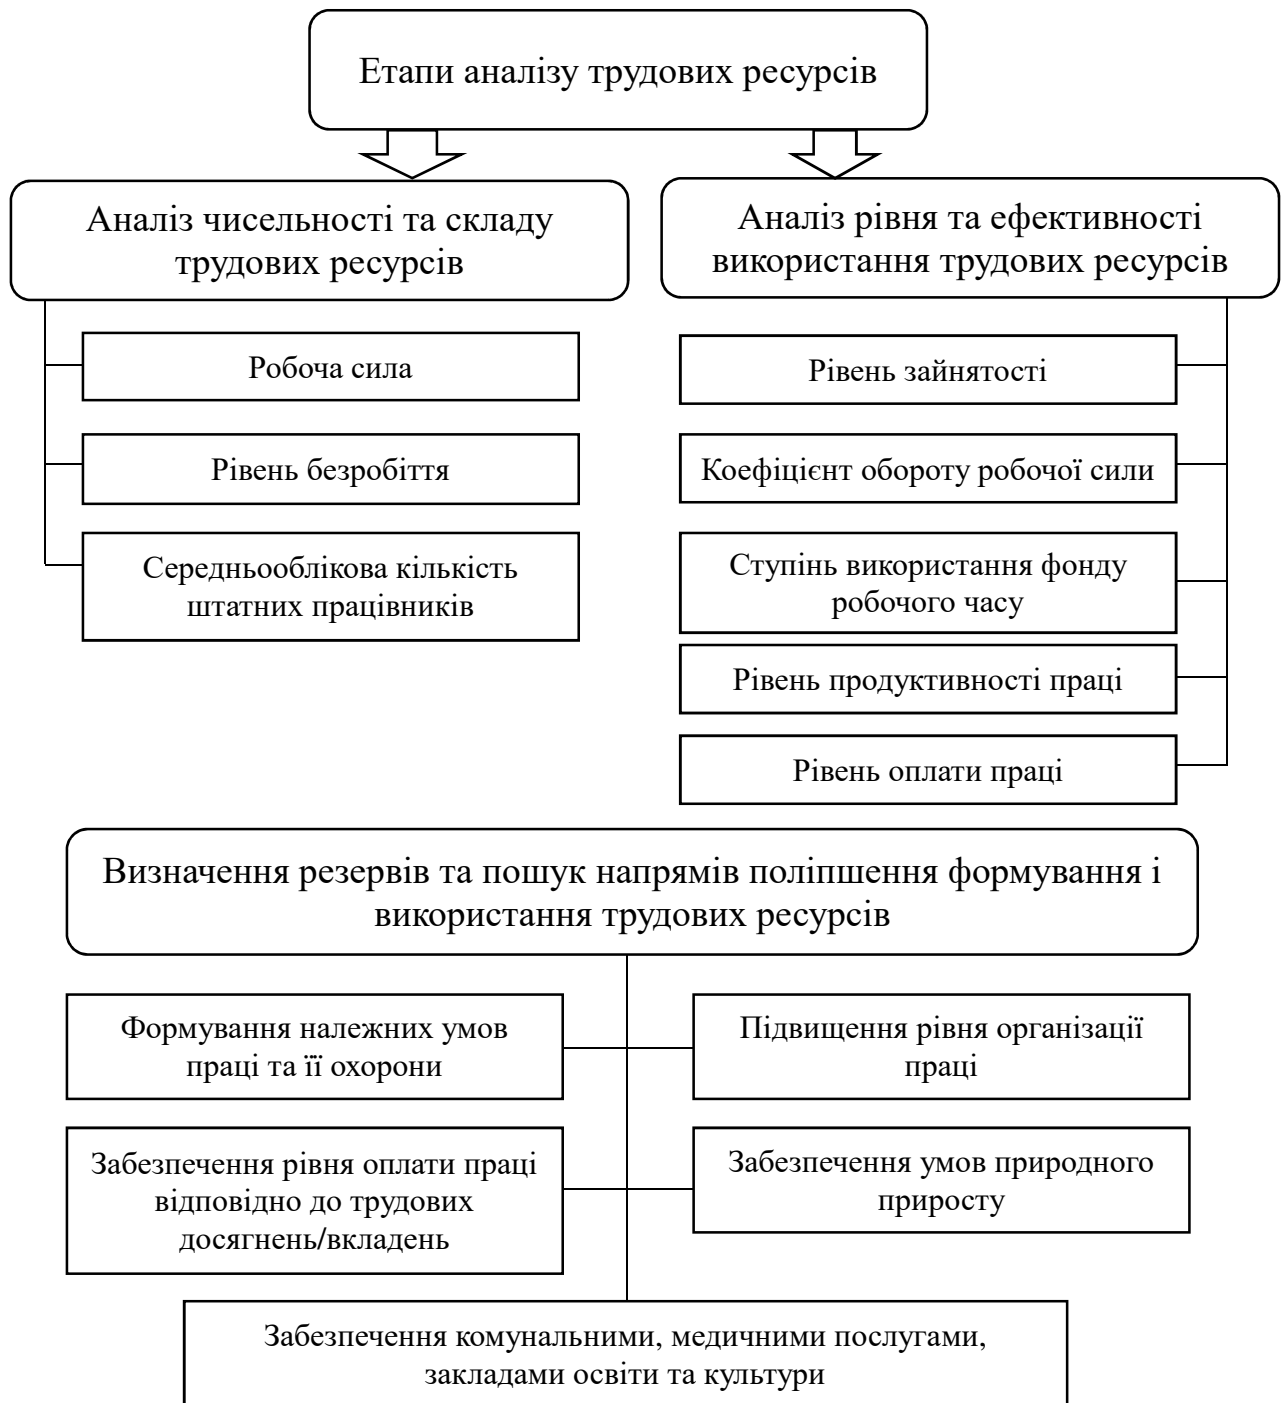 Етапи аналізу трудових ресурсів
Аналіз чисельності та складу
трудових ресурсів
Робоча сила
Рівень безробіття
Середньооблікова кількість
штатних працівників
Аналіз рівня та ефективності
використання трудових ресурсів
Рівень зайнятості
Коефіцієнт обороту робочої сили
Ступінь використання фонду
робочого часу
Рівень продуктивності праці
Рівень оплати праці
Визначення резервів та пошук напрямів поліпшення формування і
використання трудових ресурсів
Формування належних умов
праці та її охорони
Підвищення рівня організації
праці
Забезпечення рівня оплати праці
відповідно до трудових
досягнень/вкладень
Забезпечення умов природного
приросту
Забезпечення комунальними, медичними послугами,
закладами освіти та культури